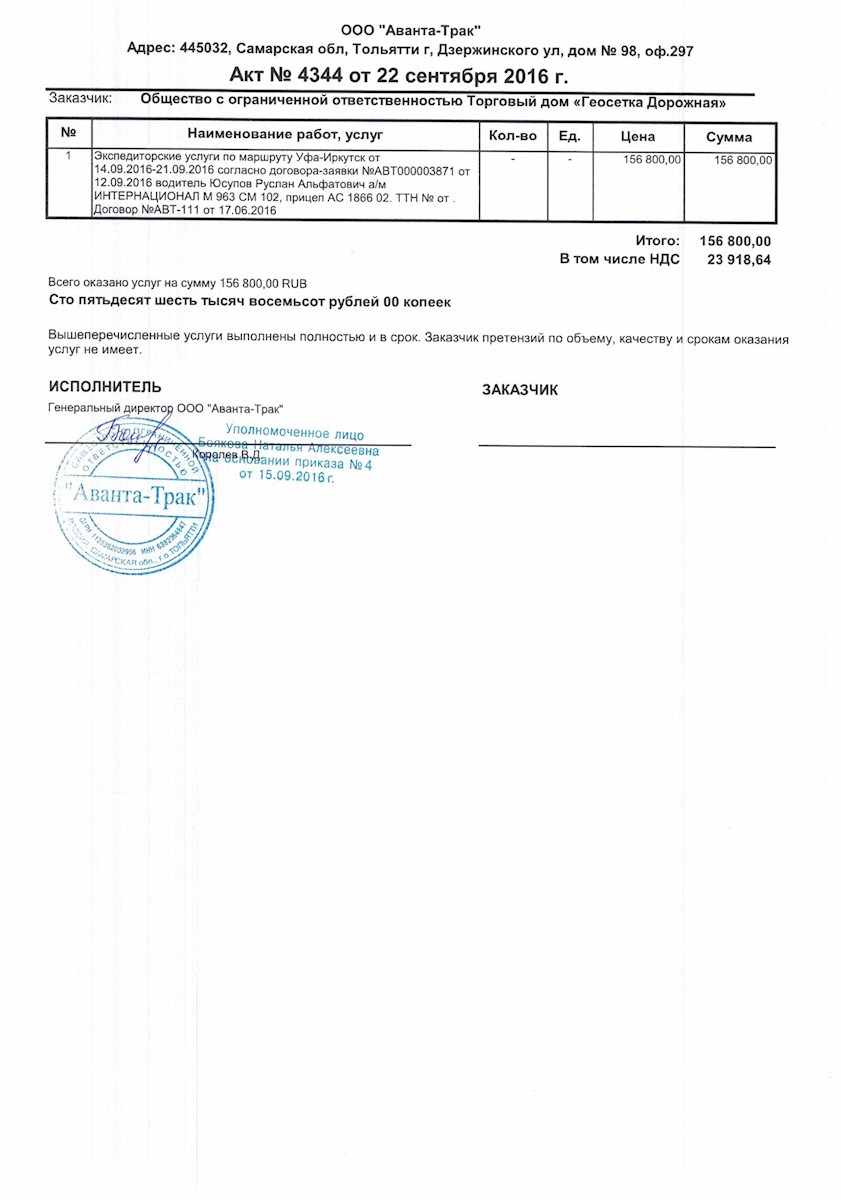 ООО "Аванта-Трак"
Адрес: 445032, Самарская обл, Тольятти г, Дзержинского ул, дом № 98, оф.297
Акт № 4344 от 22 сентября 2016 г.
Заказчик: Общество с ограниченной ответственностью Торговый дом «Геосетка Дорожная»
№ Наименование работ, услуг Кол-во Ед. Цена Сумма
1 Экспедиторские услуги по маршруту Уфа-Иркутск от - - 156 800,00 156 800,00
14.09.2016-21.09.2016 согласно договора-заявки №АВТ000003871 от
12.09.2016 водитель Юсупов Руслан Альфатович а/м
ИНТЕРНАЦИОНАЛ М 963 СМ 102, прицеп АС 1866 02. ТТН № от .
Договор №АВТ-111 от 17.06.2016
Итого: 156 800,00
В том числе НДС 23 918,64
Всего оказано услуг на сумму 156 800,00 RUB
Сто пятьдесят шесть тысяч восемьсот рублей 00 копеек
Вышеперечисленные услуги выполнены полностью и в срок. Заказчик претензий по объему, качеству и срокам оказания
услуг не имеет.
ИСПОЛНИТЕЛЬ
ЗАКАЗЧИК
Генеральный директор ООО "Аванта-Трак"
Уполномоченное лицо
Боякова Наталья Алексеевна
Королев В.Д.
на основании приказа № 4
от 15.09.2016 г.
ОГРАНИЧЕННОЙ
ОТВЕТСТВЕННОСТЬЮ
"Аванта-Трак"
РОССИЯ, САМАРСКАЯ обл., г.о. ТОЛЬЯТТИ